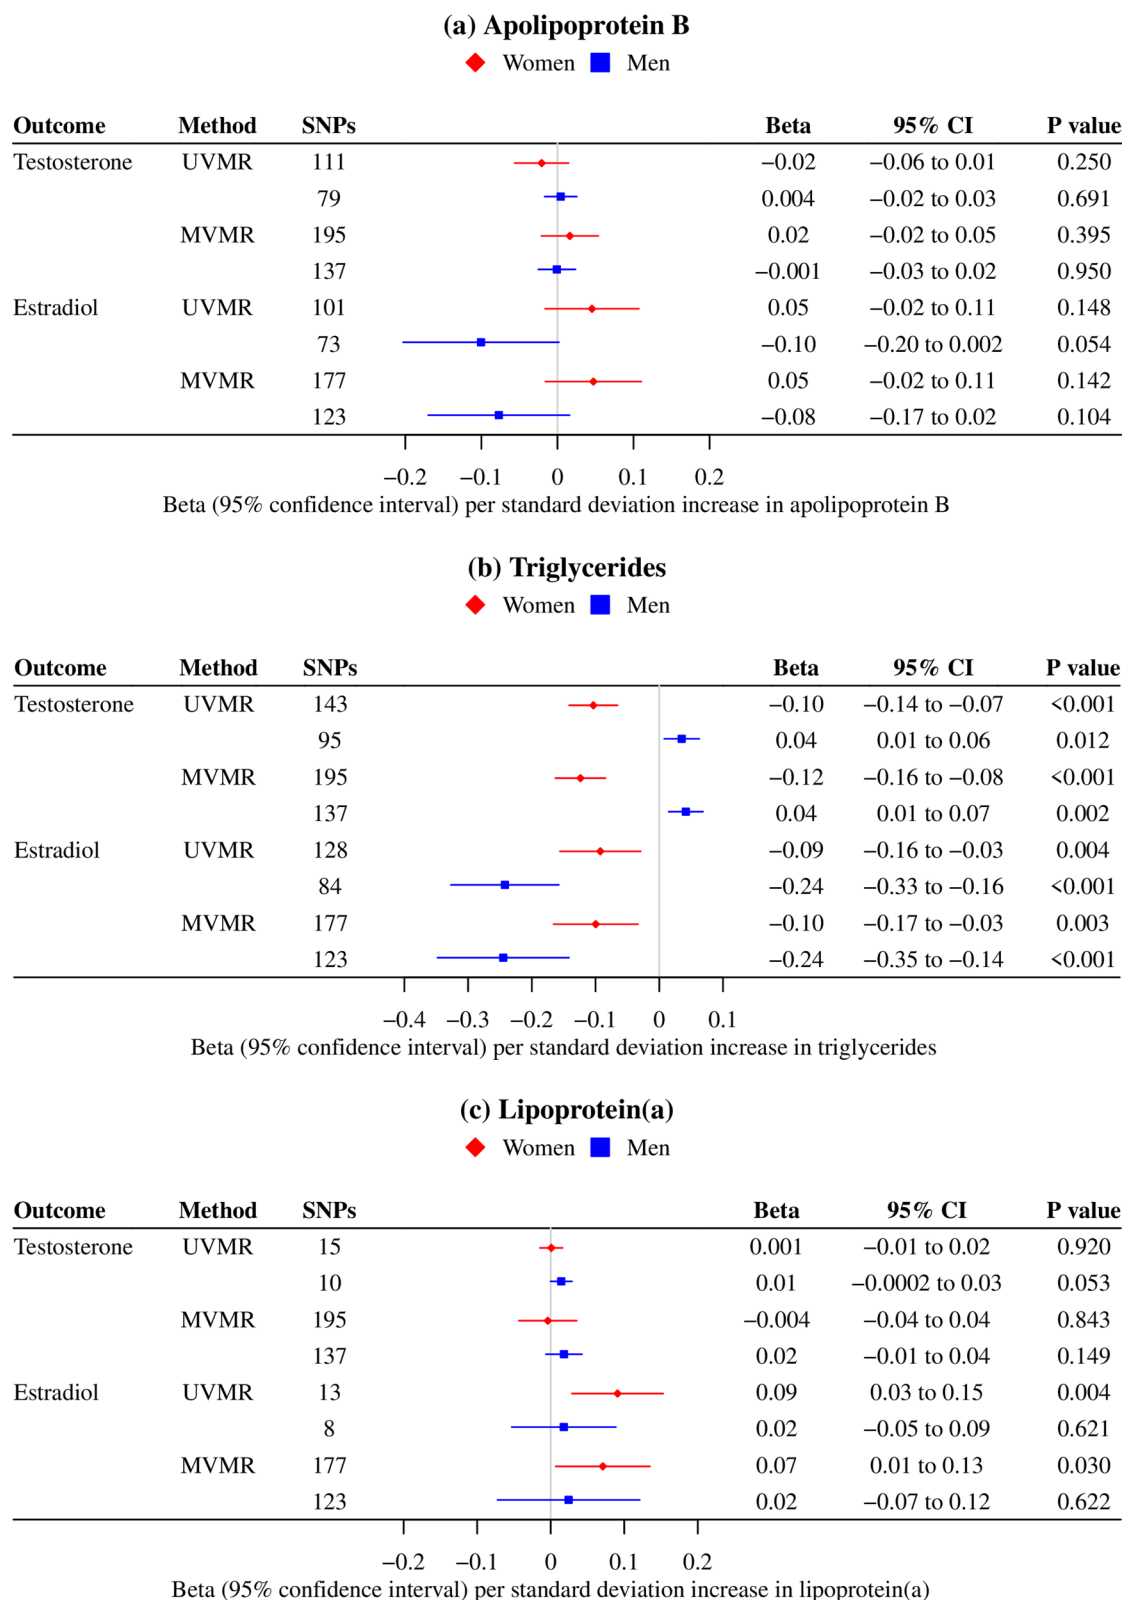 (a) Apolipoprotein B
Women Men
Outcome Method SNPs Beta 95% CI P value
Testosterone UVMR 111 −0.02 −0.06 to 0.01 0.250
79 0.004 −0.02 to 0.03 0.691
MVMR 195 0.02 −0.02 to 0.05 0.395
137 −0.001 −0.03 to 0.02 0.950
Estradiol UVMR 101 0.05 −0.02 to 0.11 0.148
73 −0.10 −0.20 to 0.002 0.054
MVMR 177 0.05 −0.02 to 0.11 0.142
123 −0.08 −0.17 to 0.02 0.104
−0.2 −0.1 0 0.1 0.2
Beta (95% confidence interval) per standard deviation increase in apolipoprotein B
(b) Triglycerides
Women Men
Outcome Method SNPs Beta 95% CI P value
Testosterone UVMR 143 −0.10 −0.14 to −0.07 <0.001
95 0.04 0.01 to 0.06 0.012
MVMR 195 −0.12 −0.16 to −0.08 <0.001
137 0.04 0.01 to 0.07 0.002
Estradiol UVMR 128 −0.09 −0.16 to −0.03 0.004
84 −0.24 −0.33 to −0.16 <0.001
MVMR 177 −0.10 −0.17 to −0.03 0.003
123 −0.24 −0.35 to −0.14 <0.001
−0.4 −0.3 −0.2 −0.1 0 0.1
Beta (95% confidence interval) per standard deviation increase in triglycerides
(c) Lipoprotein(a)
Women Men
Outcome Method SNPs Beta 95% CI P value
Testosterone UVMR 15 0.001 −0.01 to 0.02 0.920
10 0.01 −0.0002 to 0.03 0.053
MVMR 195 −0.004 −0.04 to 0.04 0.843
137 0.02 −0.01 to 0.04 0.149
Estradiol UVMR 13 0.09 0.03 to 0.15 0.004
8 0.02 −0.05 to 0.09 0.621
MVMR 177 0.07 0.01 to 0.13 0.030
123 0.02 −0.07 to 0.12 0.622
−0.2 −0.1 0 0.1 0.2
Beta (95% confidence interval) per standard deviation increase in lipoprotein(a)